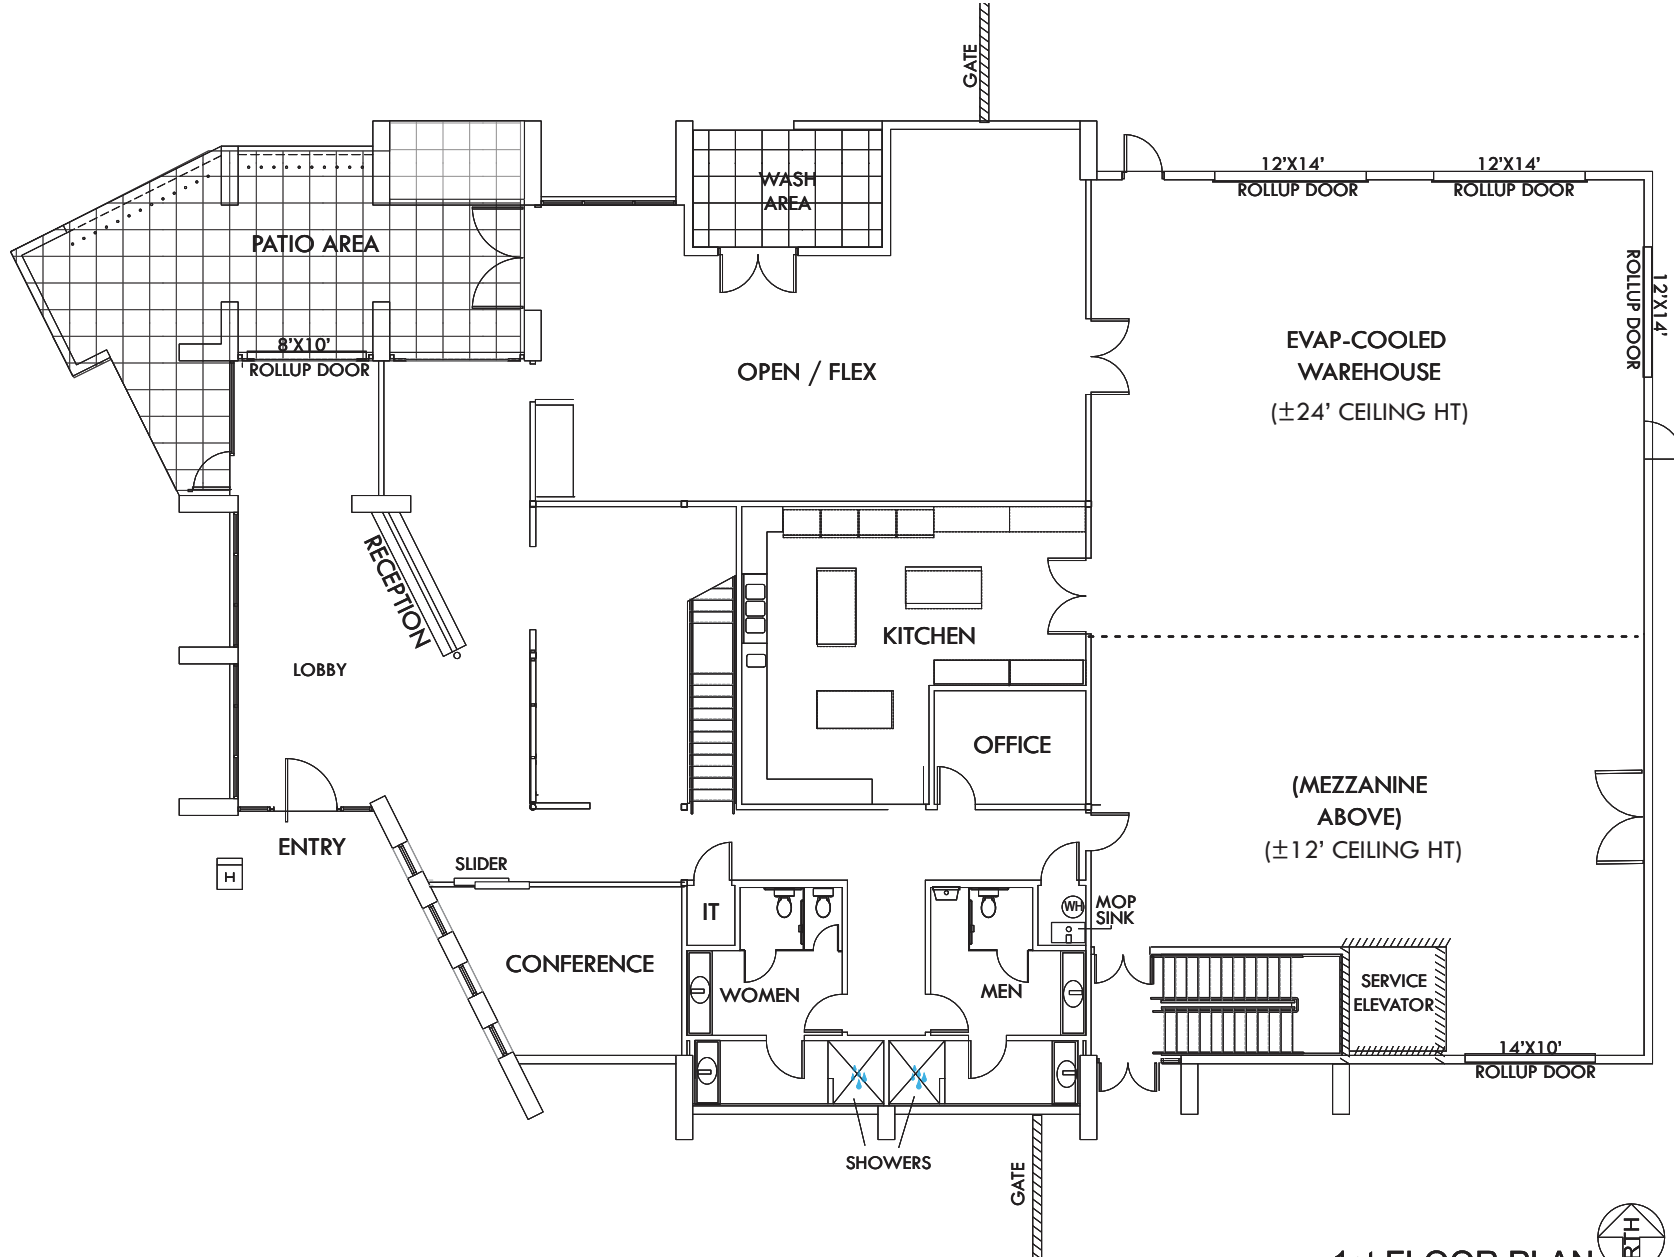 GATE
12'X14'
ROLLUP DOOR
12'X14'
ROLLUP DOOR
WASH
AREA
PATIO AREA
12'X14'
ROLLUP DOOR
8'X10'
ROLLUP DOOR
OPEN / FLEX
EVAP-COOLED
WAREHOUSE
(±24' CEILING HT)
RECEPTION
KITCHEN
LOBBY
OFFICE
(MEZZANINE
ABOVE)
(±12' CEILING HT)
ENTRY
SLIDER
H
IT
WH
MOP
SINK
CONFERENCE
WOMEN
MEN
SERVICE
ELEVATOR
14'X10'
ROLLUP DOOR
SHOWERS
GATE
FLOOR PLAN